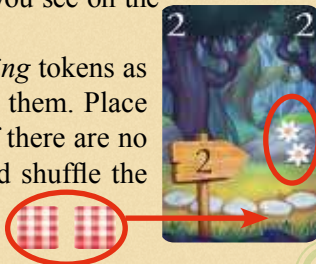 you see on the
2 2
ing tokens as
them. Place
there are no
2
d shuffle the